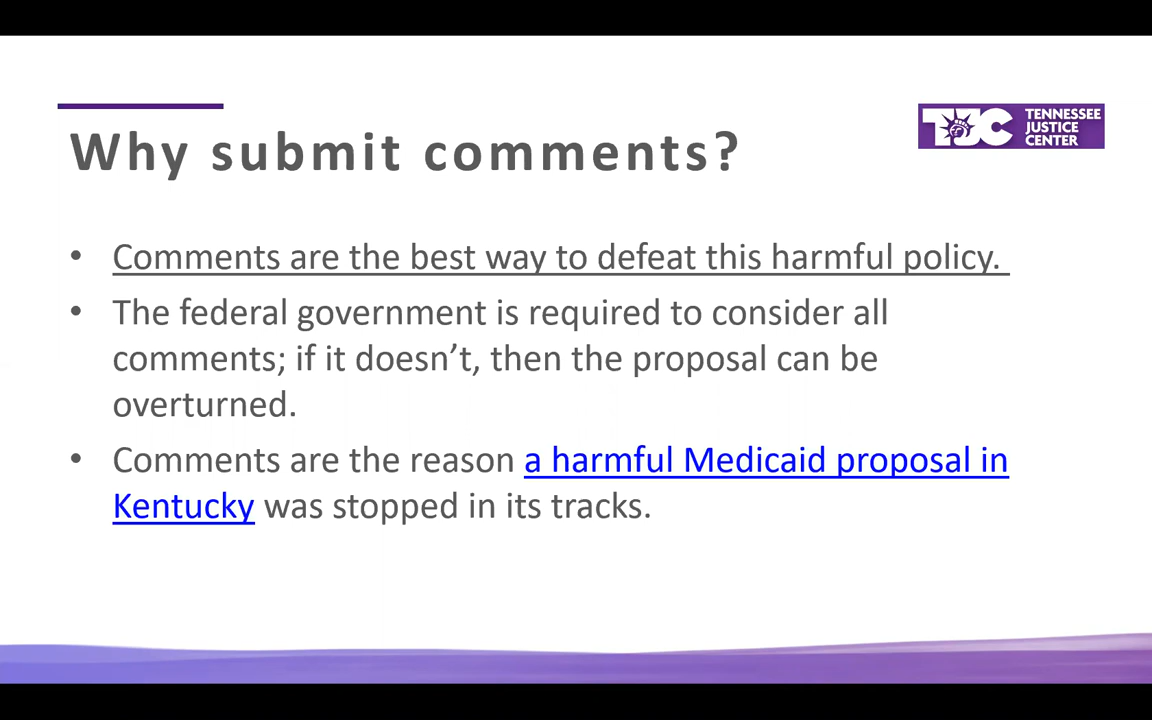 Why submit comments?
TJC TENNESSEE
JUSTICE
CENTER
• Comments are the best way to defeat this harmful policy.
• The federal government is required to consider all
comments; if it doesn’t, then the proposal can be
overturned.
• Comments are the reason a harmful Medicaid proposal in
Kentucky was stopped in its tracks.